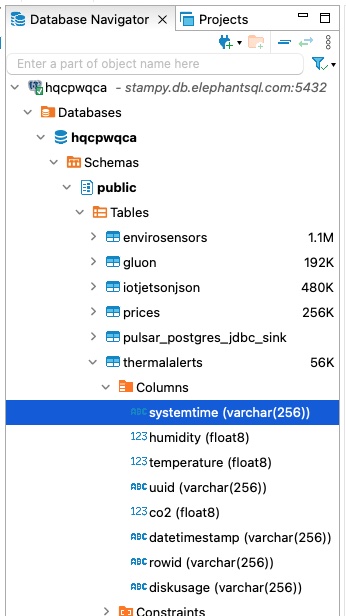 Database Navigator
Projects
Enter a part of object name here
hqcpwqca - stampy.db.elephantsql.com:5432
Databases
hqcpwqca
Schemas
public
Tables
envirosensors 1.1M
gluon 192K
iotjetsonjson 480K
prices 256K
pulsar_postgres_jdbc_sink
thermalalerts 56K
Columns
ABC systemtime (varchar(256))
123 humidity (float8)
123 temperature (float8)
ABC uuid (varchar(256))
123 co2 (float8)
ABC datetimestamp (varchar(256))
ABC rowid (varchar(256))
ABC diskusage (varchar(256))
Constraints